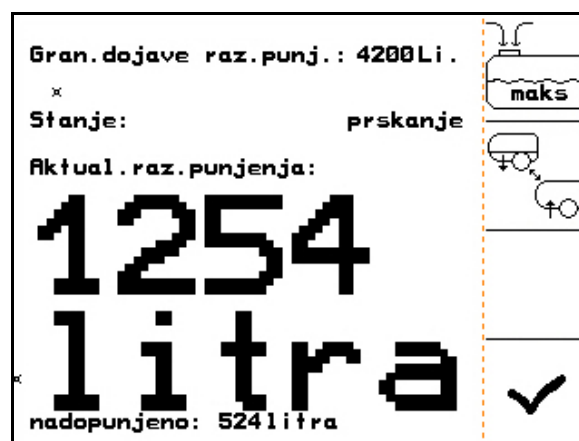 Gran.dojave raz.punj.: 4200Li.
maks
Stanje: prskanje
Aktual.raz.punjenja:
1254
litra
nadopunjeno: 524litra